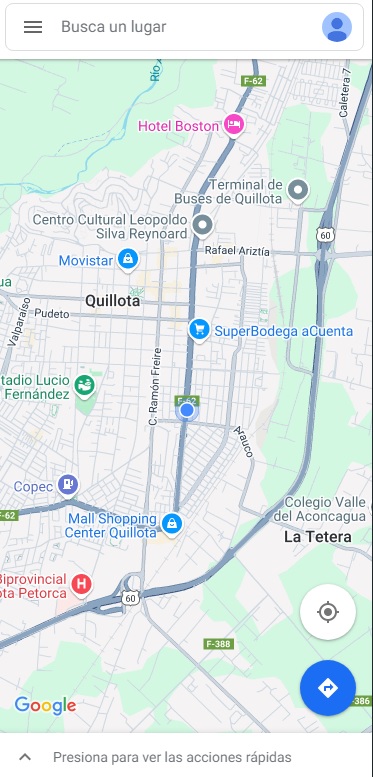 Busca un lugar
Río
F-62
Caletera 7
Hotel Boston
Terminal de
Buses de Quillota
Centro Cultural Leopoldo
Silva Reynoard
60
Rafael Ariztía
Movistar
Quillota
Pudeto
Valparaíso
SuperBodega aCuenta
C. Ramón Freire
stadio Lucio
Fernández
F-62
Arauco
Copec
F-62
Mall Shopping
Center Quillota
Colegio Valle
del Aconcagua
La Tetera
Biprovincial
ota Petorca
H
60
F-388
F-386
Google
Presiona para ver las acciones rápidas